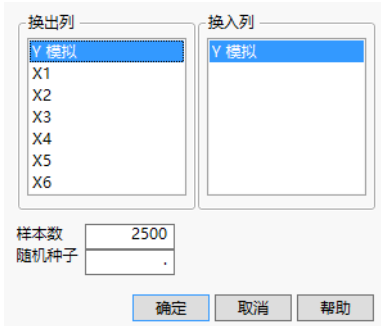 换出列
Y 模拟
X1
X2
X3
X4
X5
X6
换入列
Y 模拟
样本数 2500
随机种子 .
确定 取消 帮助